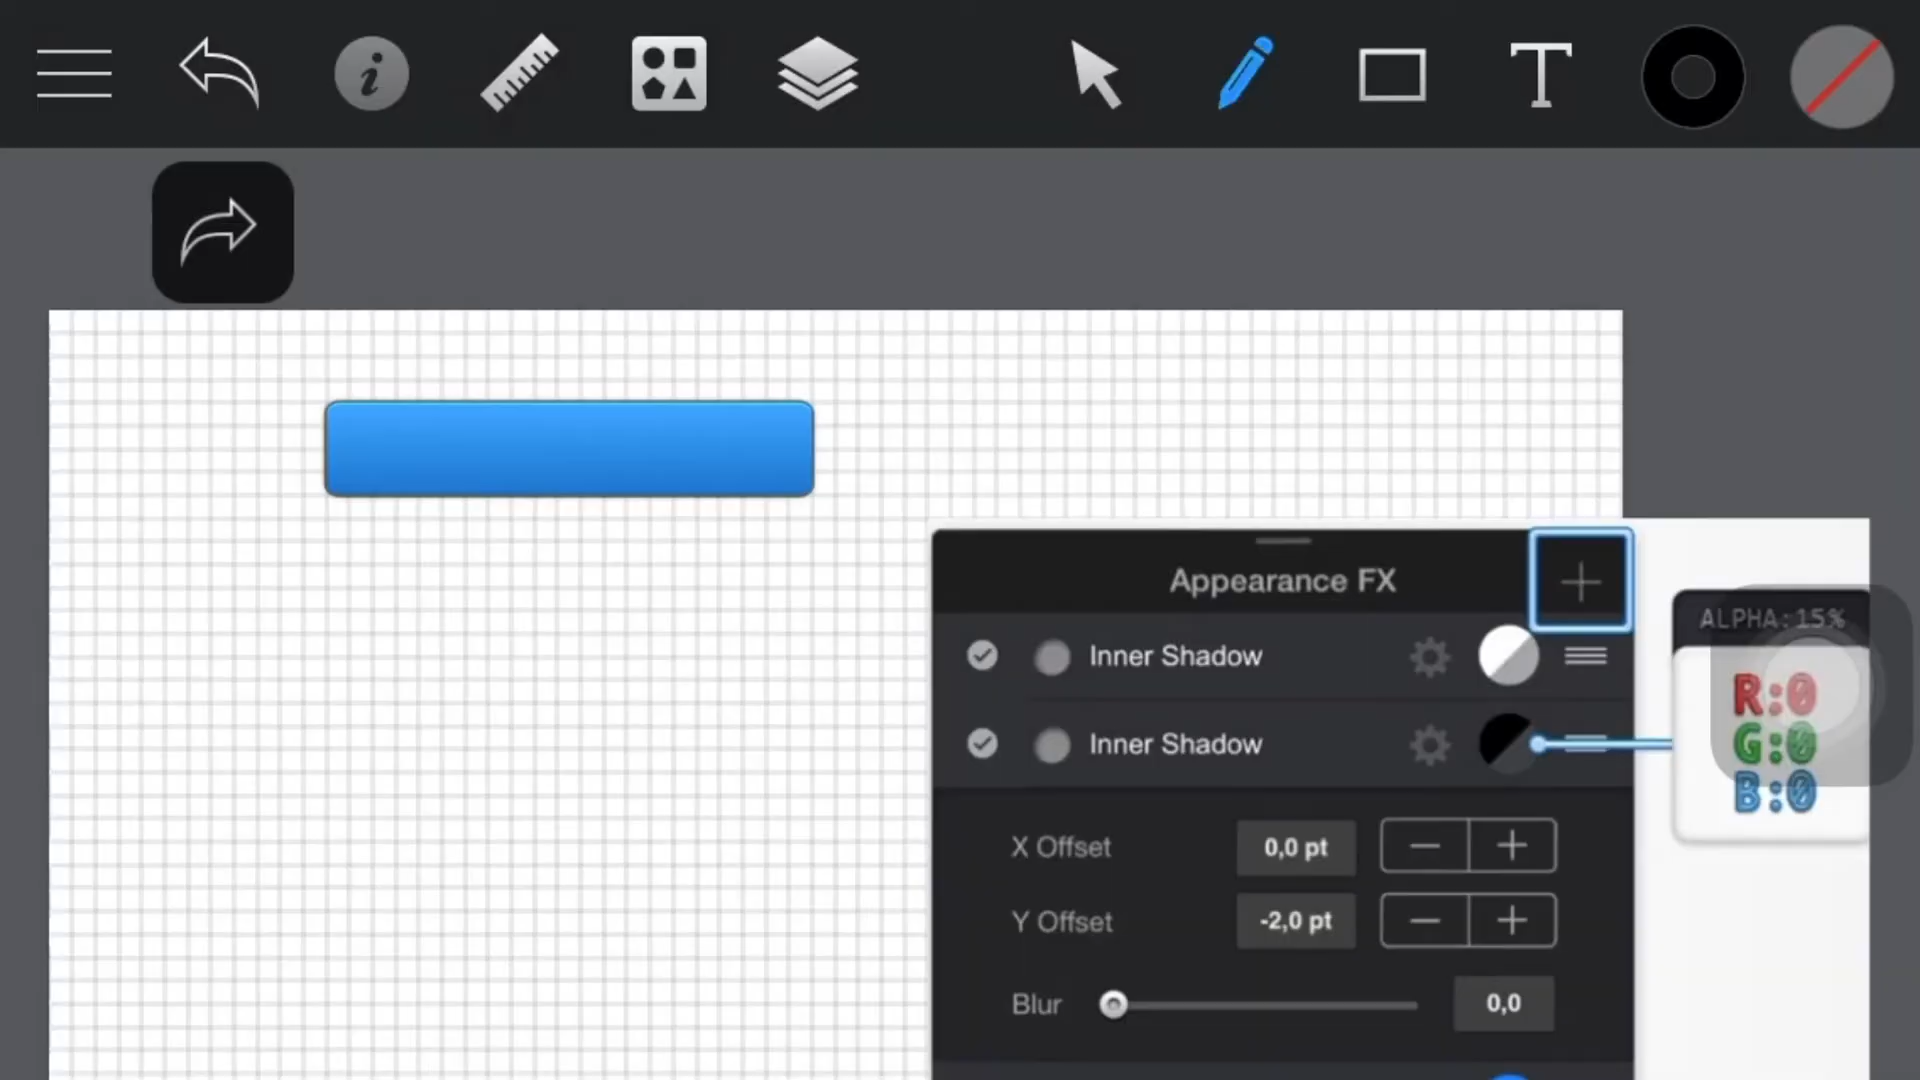 T
Appearance FX
ALPHA:15%
Inner Shadow
R:0
Inner Shadow
G:0
B:0
X Offset
0,0 pt
Y Offset
-2,0 pt
Blur
0,0